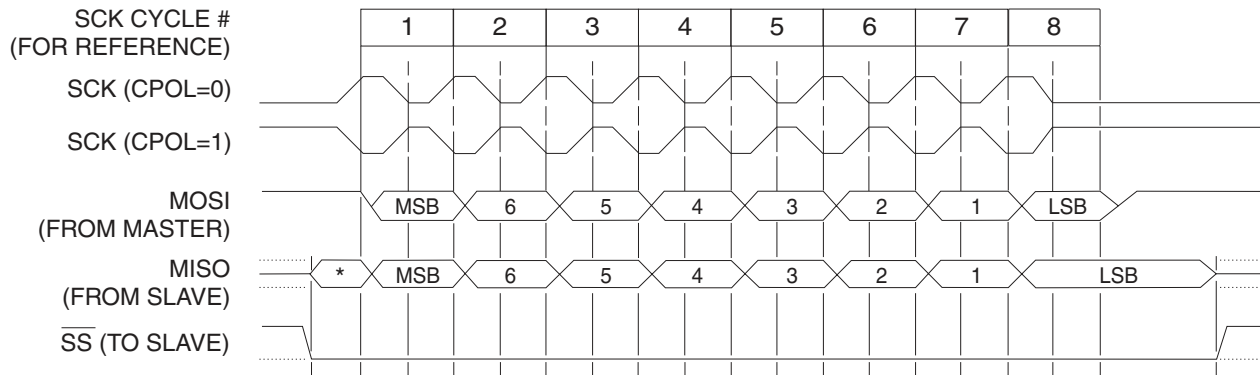 SCK CYCLE #
(FOR REFERENCE)
1 2 3 4 5 6 7 8
SCK (CPOL=0)
SCK (CPOL=1)
MOSI
(FROM MASTER)
MSB 6 5 4 3 2 1 LSB
MISO
(FROM SLAVE)
* MSB 6 5 4 3 2 1 LSB
SS (TO SLAVE)